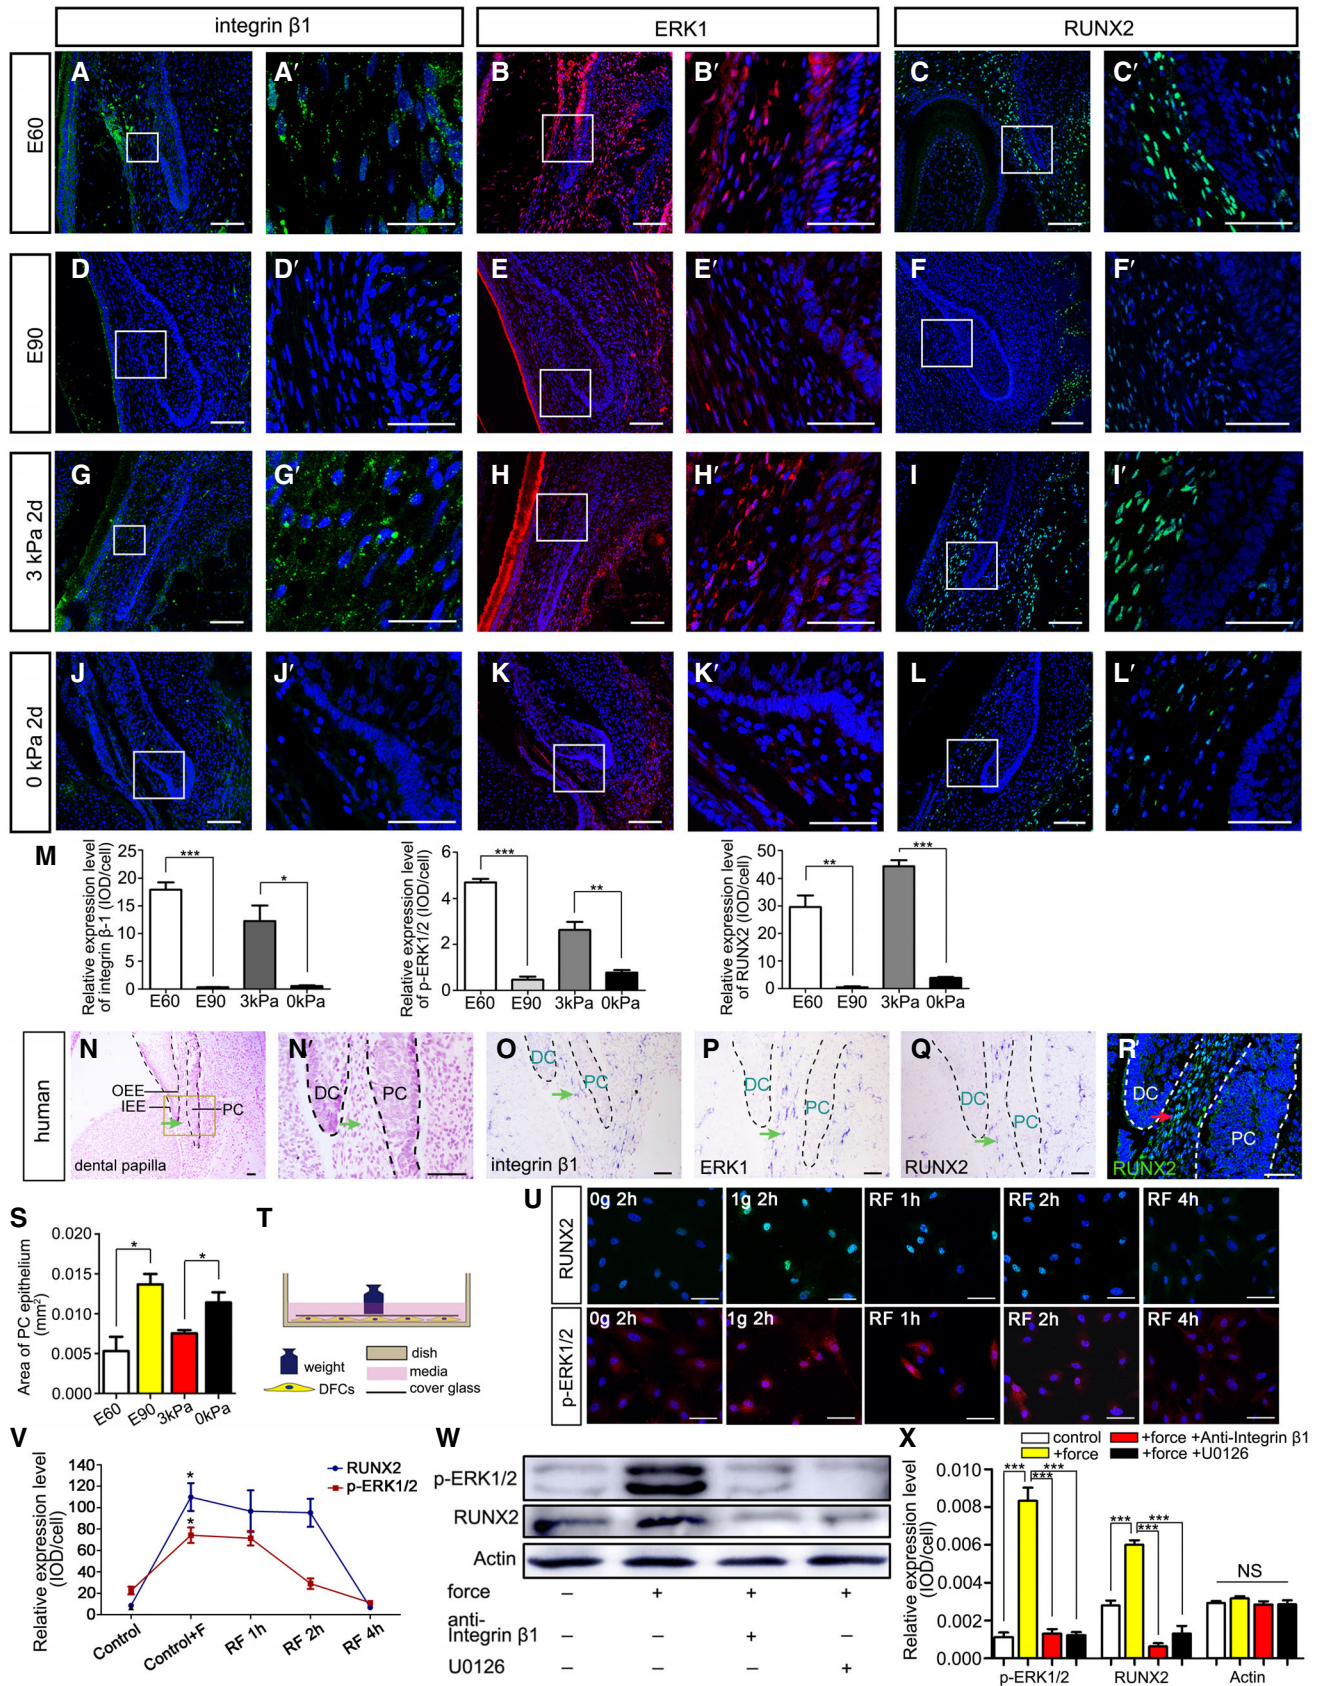 integrin β1
ERK1
RUNX2
E60
A
A′
B
B′
C
C′
E90
D
D′
E
E′
F
F′
3 kPa 2d
G
G′
H
H′
I
I′
0 kPa 2d
J
J′
K
K′
L
L′
M
Relative expression level
of integrin β-1 (IOD/cell)
25
20
15
10
5
0
***
*
E60 E90 3kPa 0kPa
Relative expression level
of p-ERK1/2 (IOD/cell)
6
4
2
0
***
**
E60 E90 3kPa 0kPa
Relative expression level
of RUNX2 (IOD/cell)
50
40
30
20
10
0
**
***
E60 E90 3kPa 0kPa
human
N
OEE
IEE
PC
dental papilla
N′
DC
PC
O
DC
PC
integrin β1
P
DC
PC
ERK1
Q
DC
PC
RUNX2
R′
DC
PC
RUNX2
S
Area of PC epithelium
(mm²)
0.020
0.015
0.010
0.005
0.000
*
*
E60 E90 3kPa 0kPa
T
weight
DFCs
dish
media
cover glass
U
RUNX2
0g 2h
1g 2h
RF 1h
RF 2h
RF 4h
p-ERK1/2
0g 2h
1g 2h
RF 1h
RF 2h
RF 4h
V
Relative expression level
(IOD/cell)
140
120
100
80
60
40
20
0
*
*
RUNX2
p-ERK1/2
Control Control+F RF 1h RF 2h RF 4h
W
p-ERK1/2
RUNX2
Actin
force – + + +
anti-
Integrin β1 – – + –
U0126 – – – +
X
control
+force
+force +Anti-Integrin β1
+force +U0126
Relative expression level
(IOD/cell)
0.010
0.008
0.006
0.004
0.002
0.000
*** *** ***
*** *** ***
NS
p-ERK1/2 RUNX2 Actin